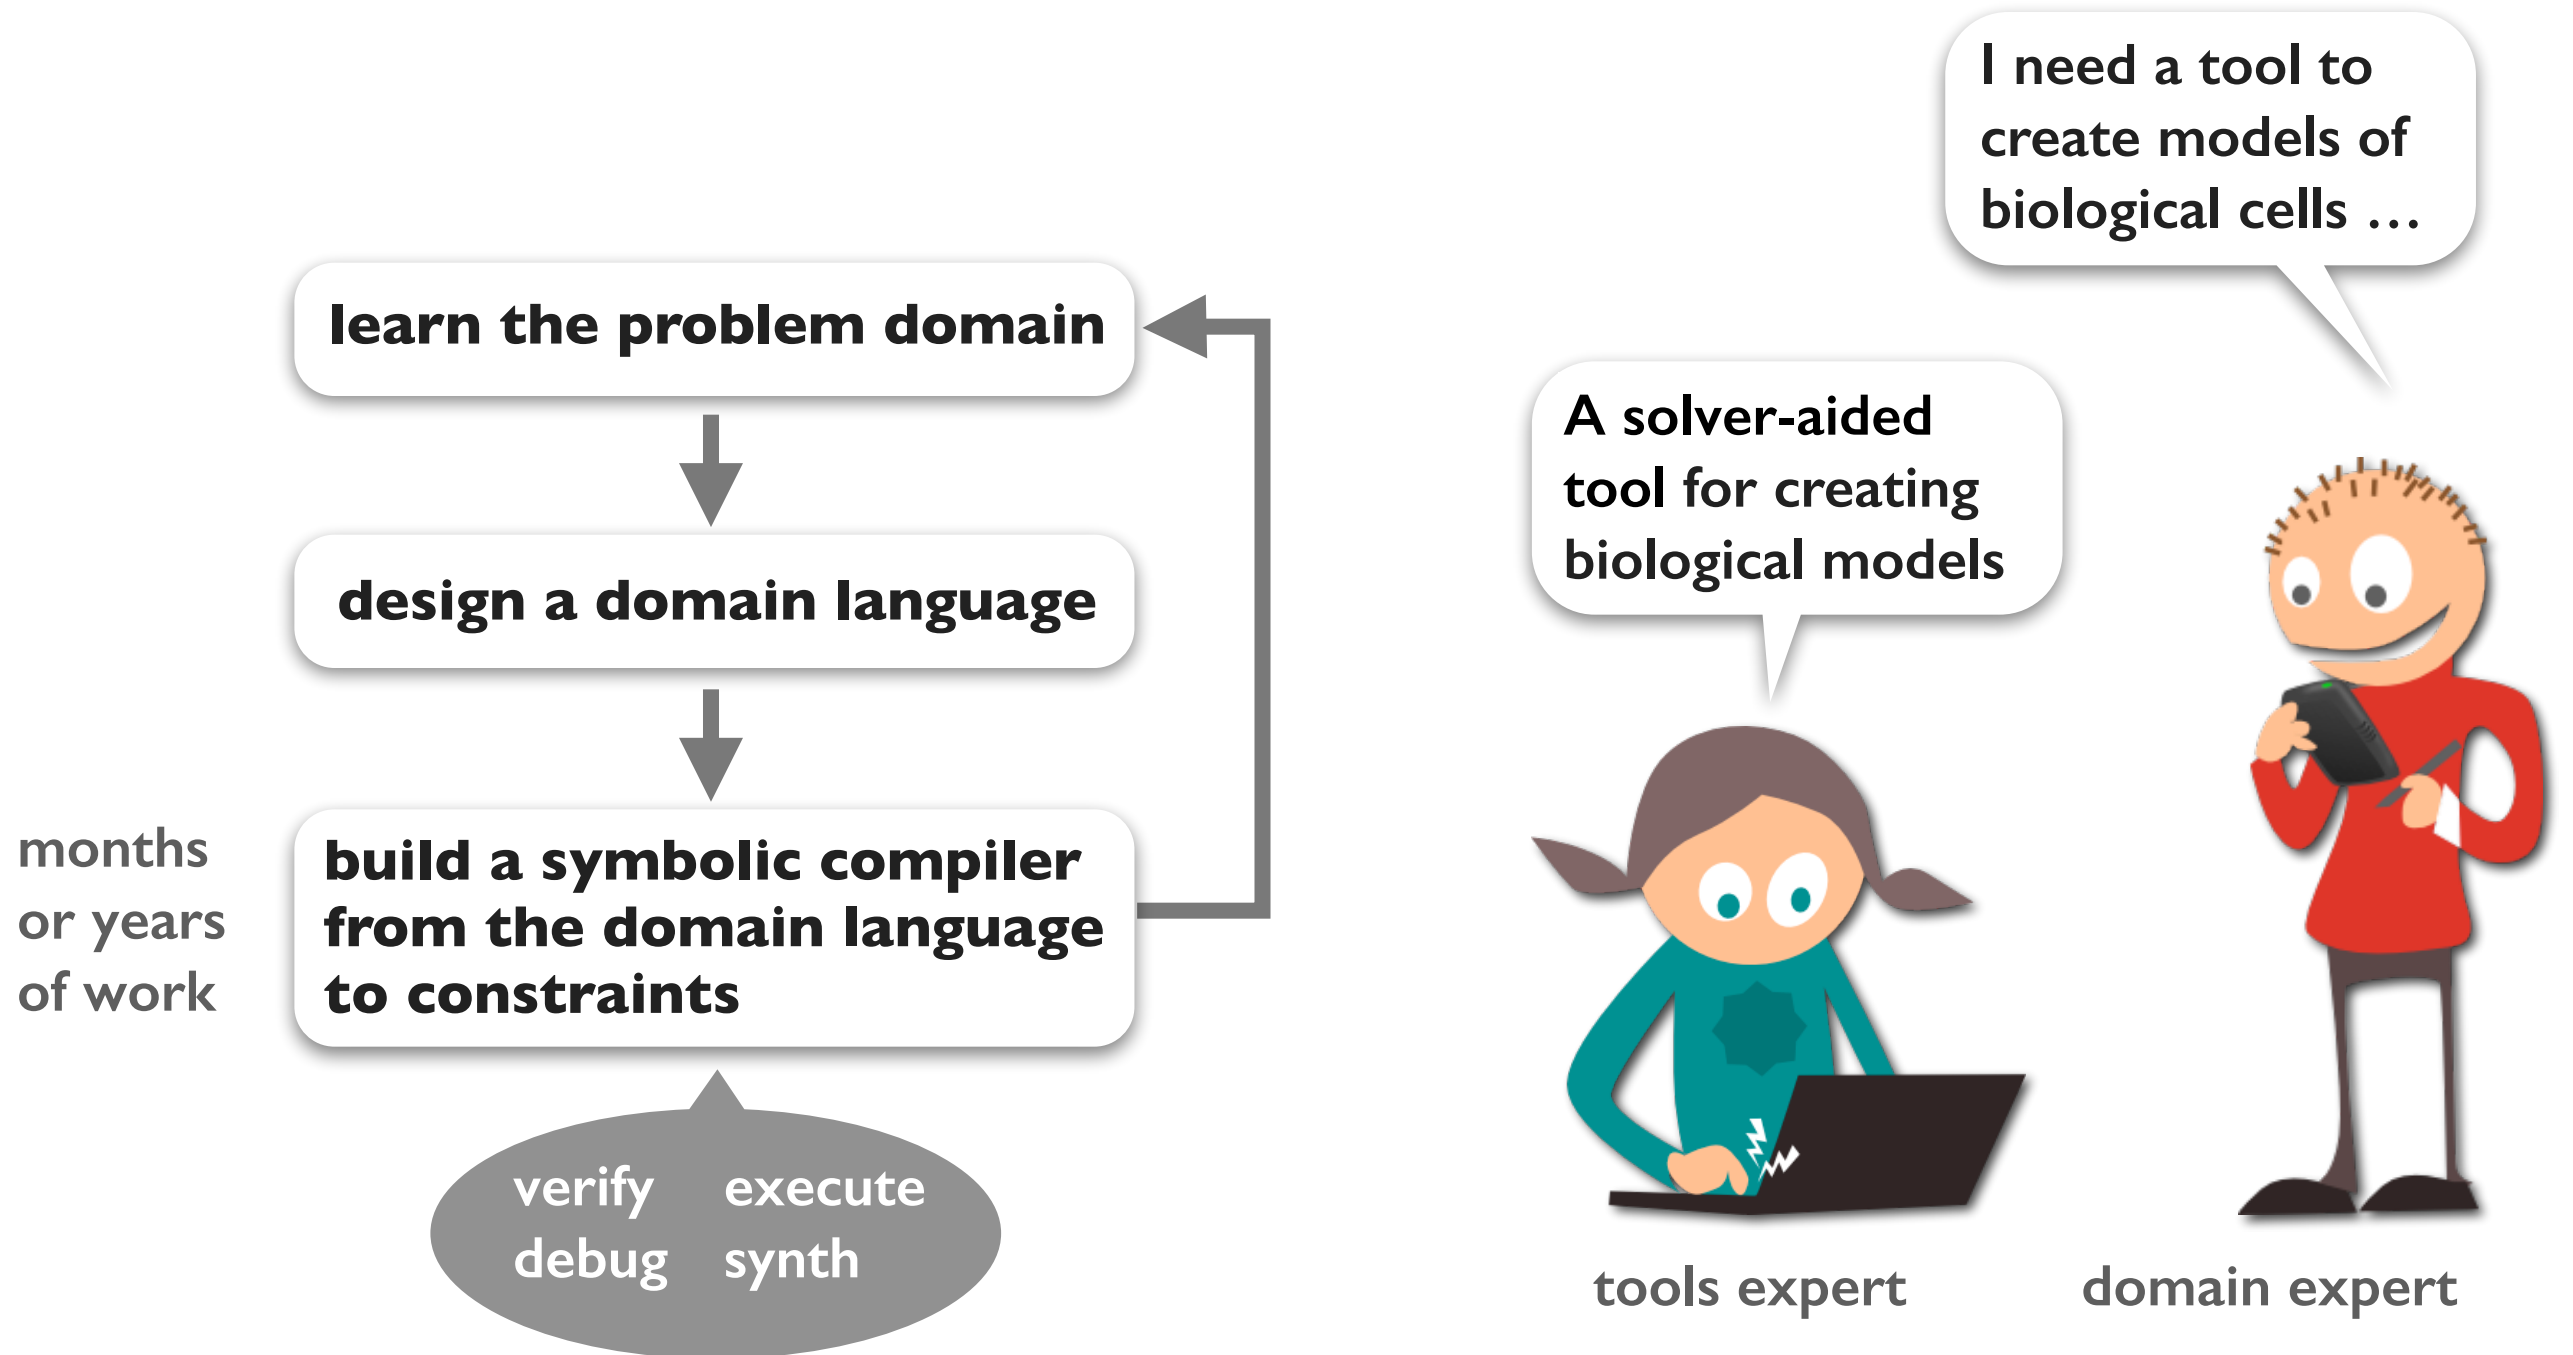 learn the problem domain
design a domain language
months
or years
of work
build a symbolic compiler
from the domain language
to constraints
verify execute
debug synth
I need a tool to
create models of
biological cells …
A solver-aided
tool for creating
biological models
tools expert
domain expert